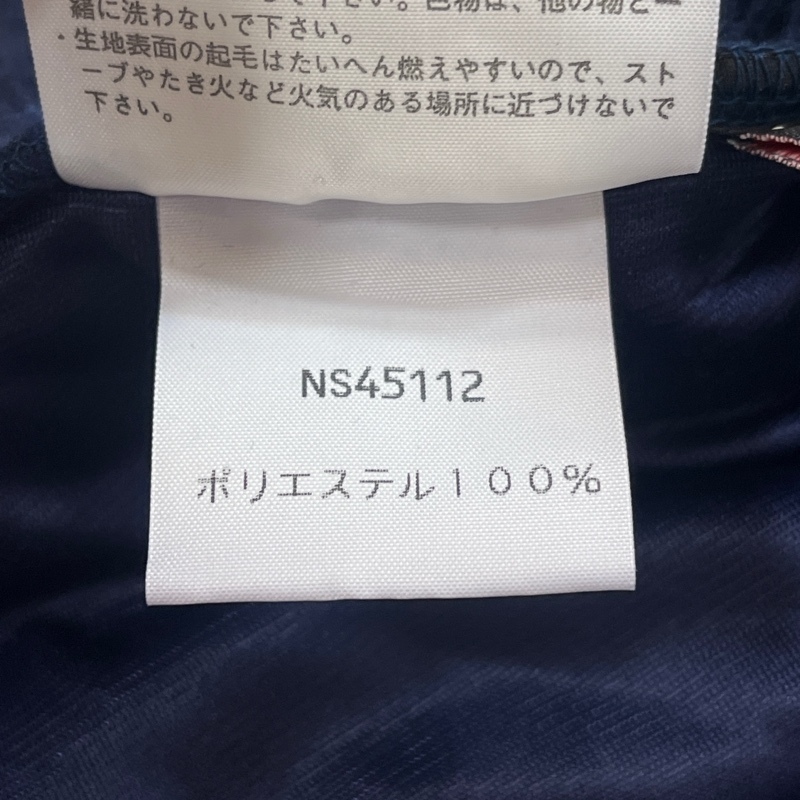 緒に洗わないで下さい。
・生地表面の起毛はたいへん燃えやすいので、スト
ーブやたき火など火気のある場所に近づけないで
下さい。
NS45112
ポリエステル１００％